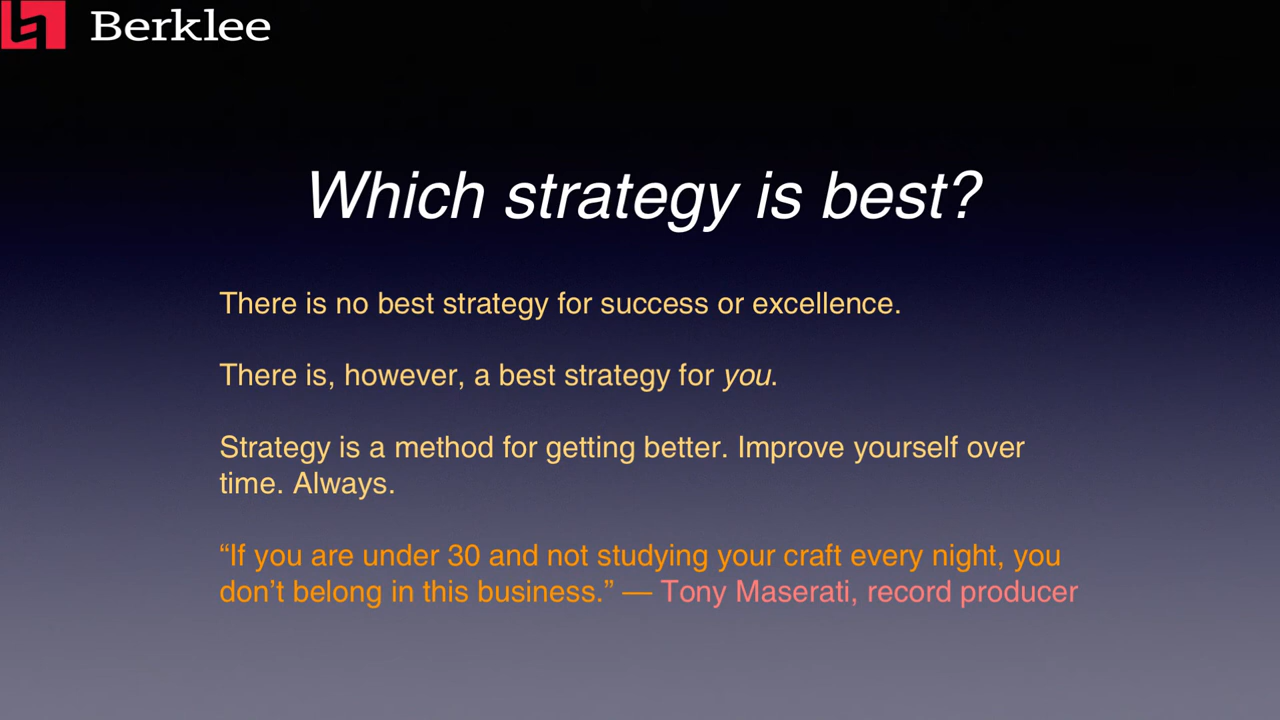 Berklee
Which strategy is best?
There is no best strategy for success or excellence.
There is, however, a best strategy for you.
Strategy is a method for getting better. Improve yourself over
time. Always.
“If you are under 30 and not studying your craft every night, you
don’t belong in this business.” — Tony Maserati, record producer